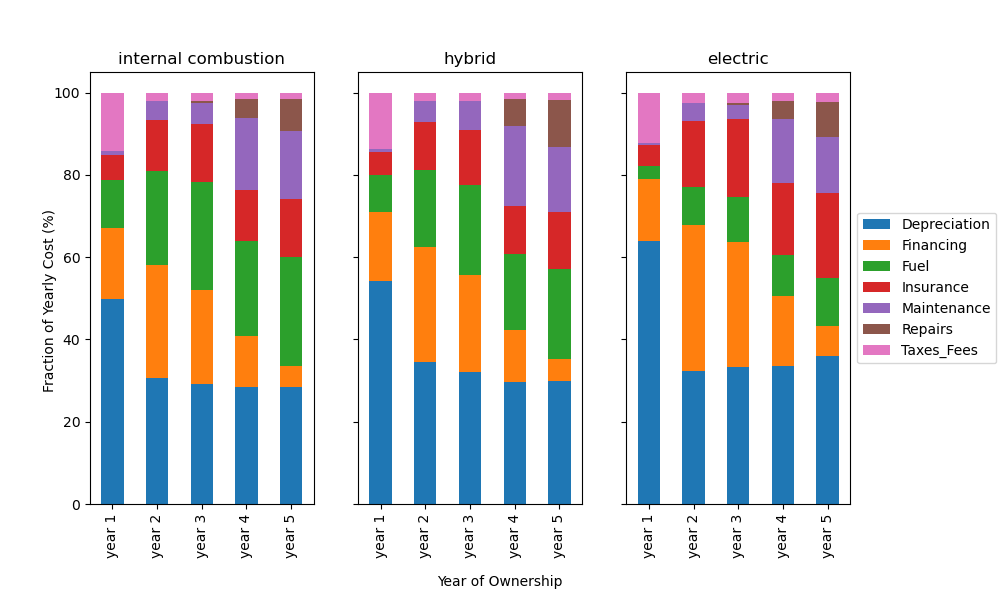 internal combustion
hybrid
electric
Fraction of Yearly Cost (%)
100
80
60
40
20
0
year 1
year 2
year 3
year 4
year 5
year 1
year 2
year 3
year 4
year 5
year 1
year 2
year 3
year 4
year 5
Year of Ownership
Depreciation
Financing
Fuel
Insurance
Maintenance
Repairs
Taxes_Fees